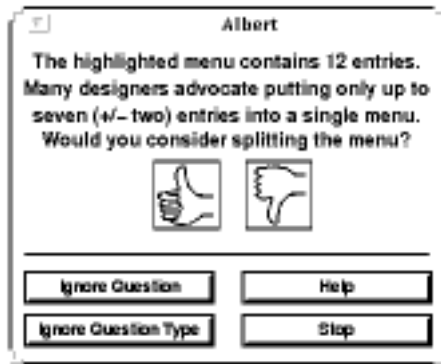 Albert
The highlighted menu contains 12 entries.
Many designers advocate putting only up to
seven (+/– two) entries into a single menu.
Would you consider splitting the menu?
Ignore Question Help
Ignore Question Type Stop